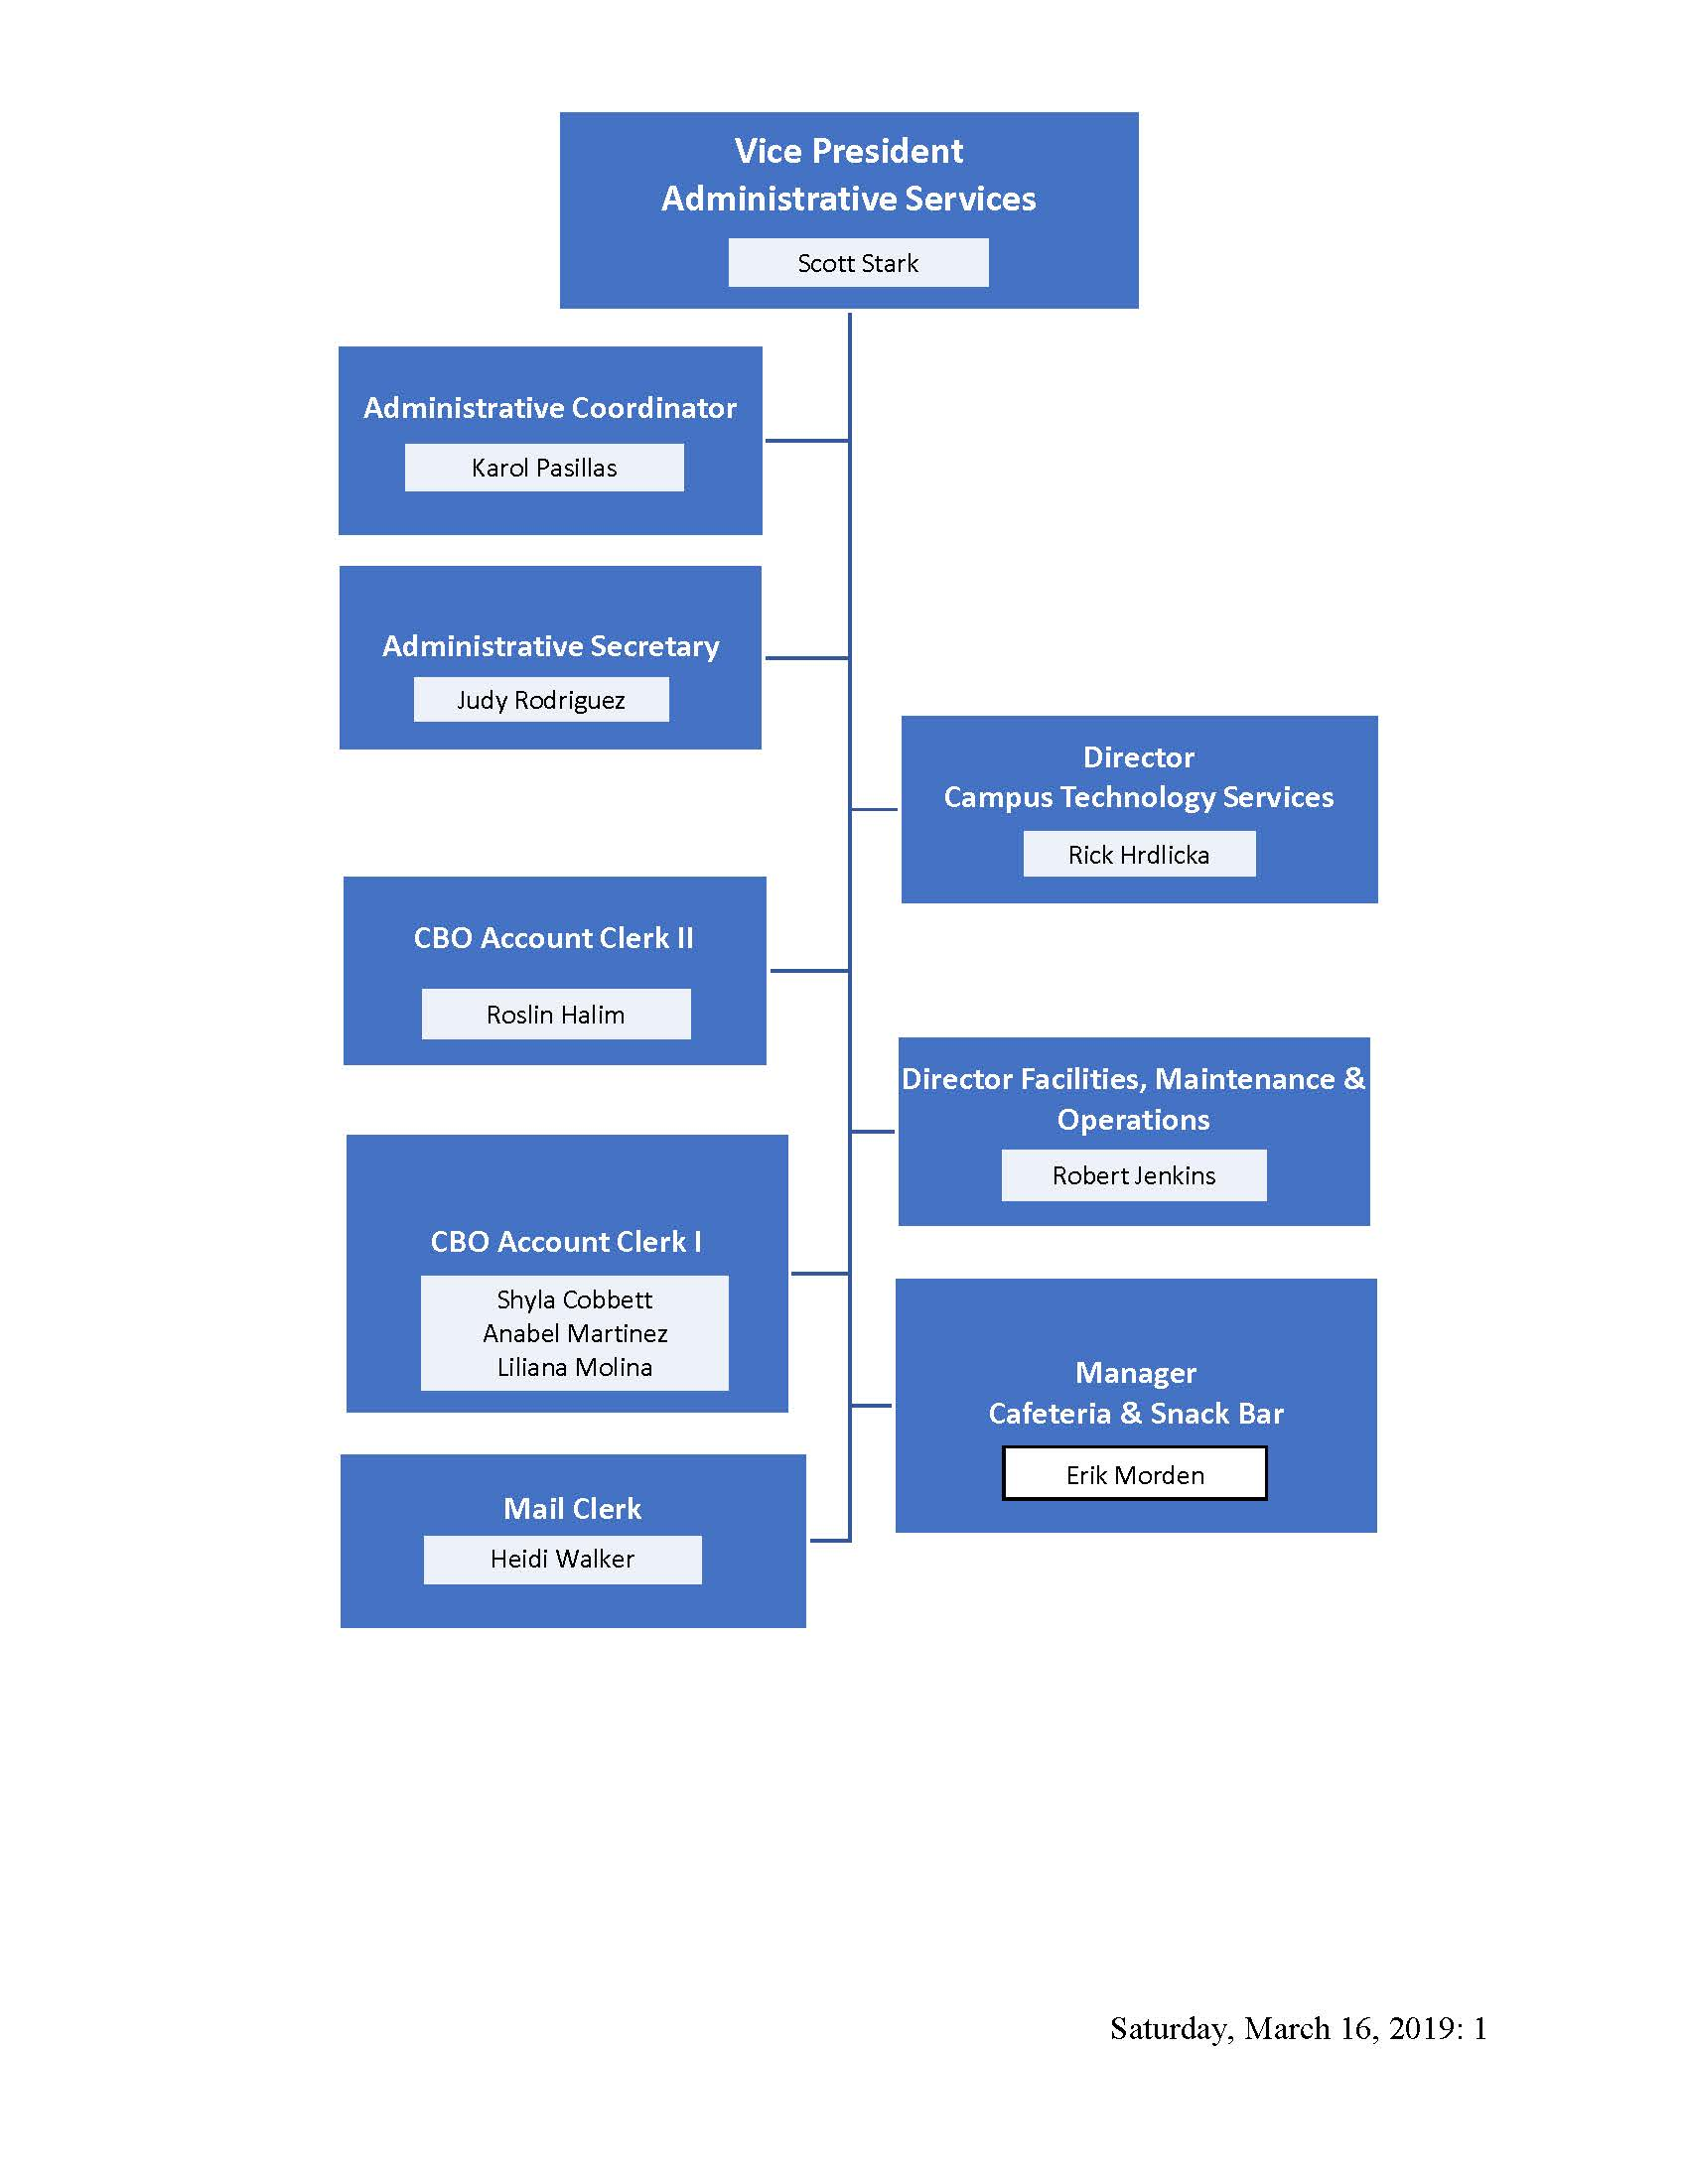 Vice President
Administrative Services
Scott Stark
Administrative Coordinator
Karol Pasillas
Administrative Secretary
Judy Rodriguez
Director
Campus Technology Services
Rick Hrdlicka
CBO Account Clerk II
Roslin Halim
Director Facilities, Maintenance &
Operations
Robert Jenkins
CBO Account Clerk I
Shyla Cobbett
Anabel Martinez
Liliana Molina
Manager
Cafeteria & Snack Bar
Erik Morden
Mail Clerk
Heidi Walker
Saturday, March 16, 2019: 1